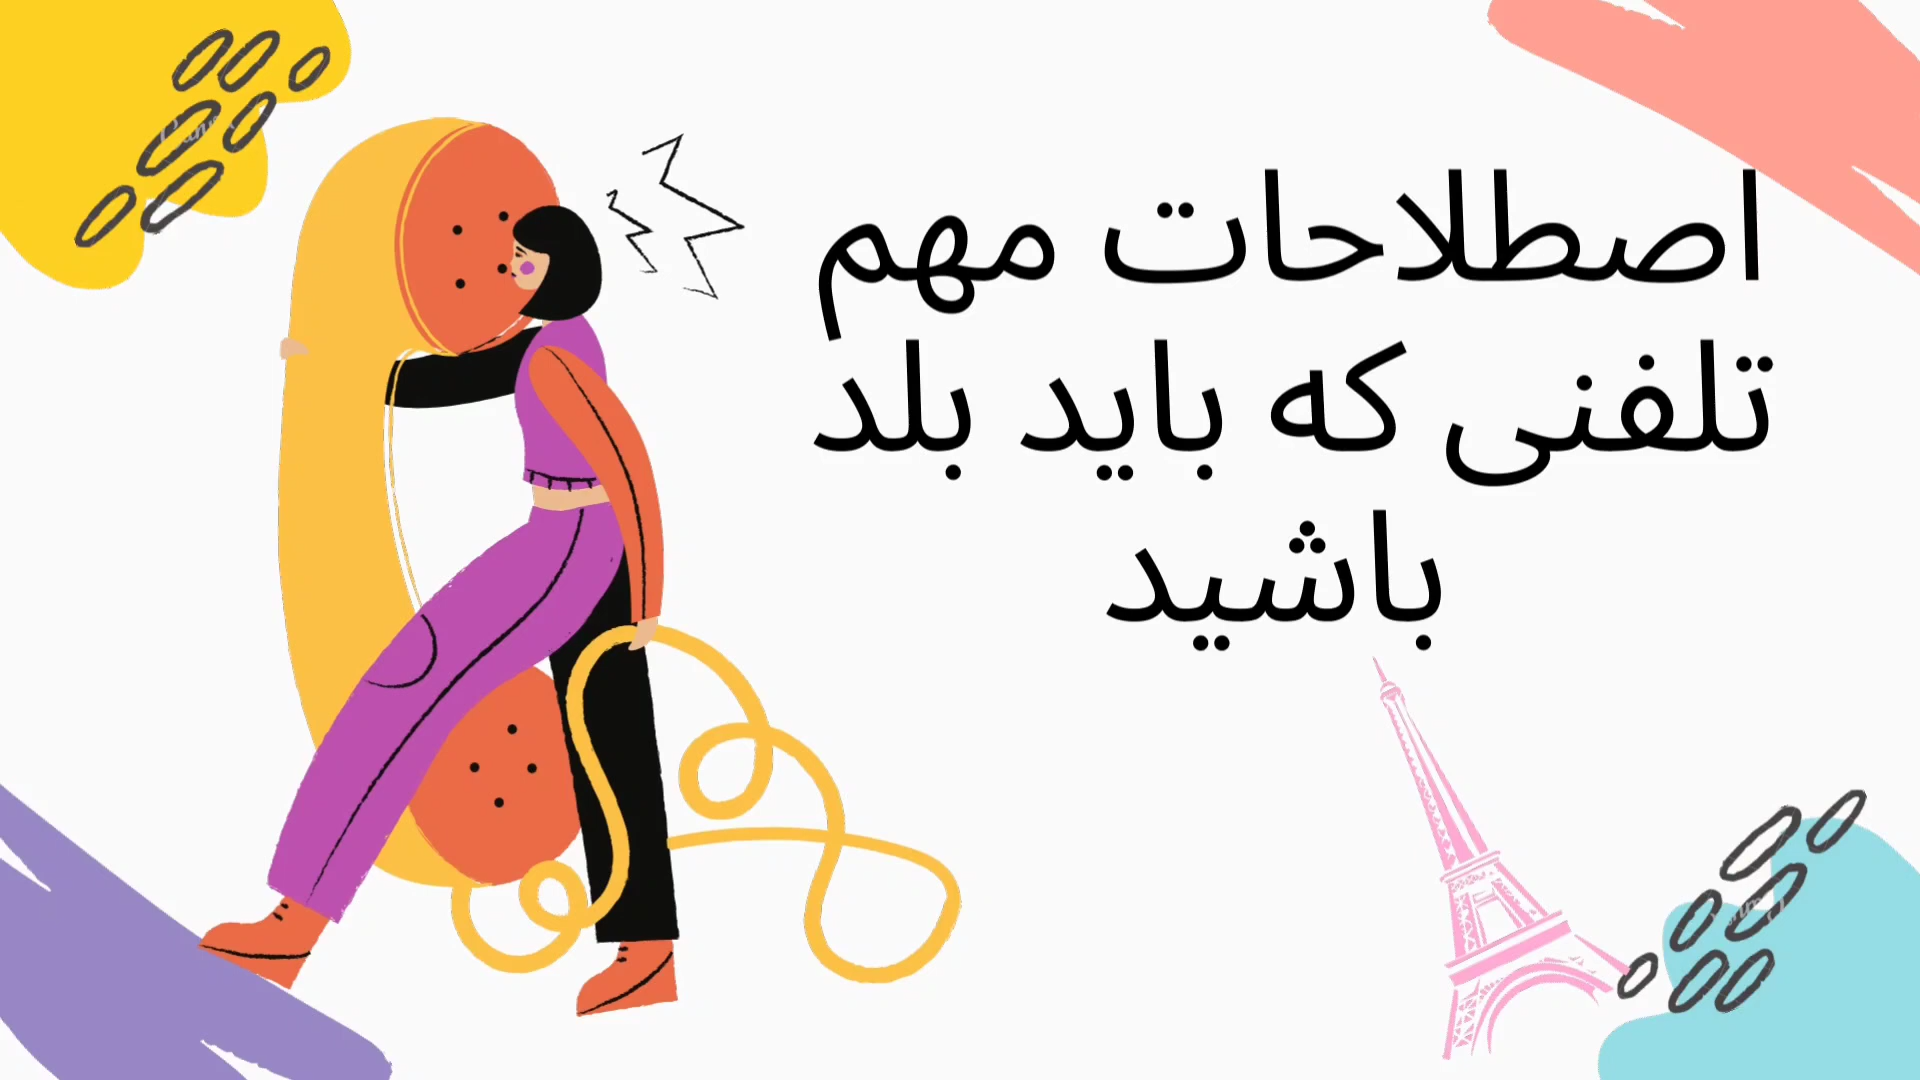 اصطلاحات مهم
تلفنی که باید بلد
باشید